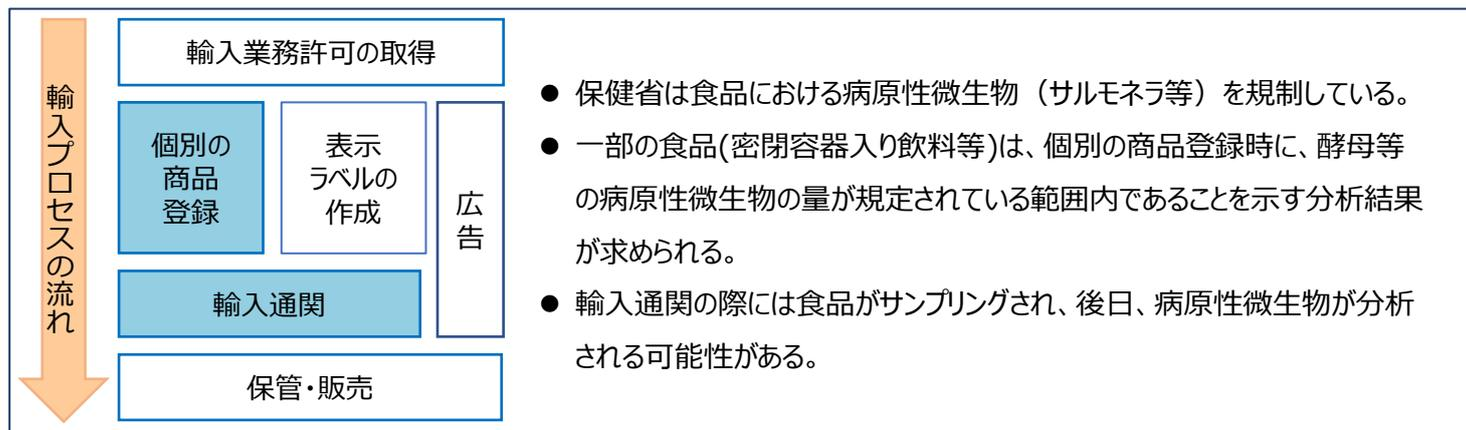 輸入プロセスの流れ
輸入業務許可の取得
個別の
商品
登録
表示
ラベルの
作成
広告
輸入通関
保管・販売
● 保健省は食品における病原性微生物（サルモネラ等）を規制している。
● 一部の食品(密閉容器入り飲料等)は、個別の商品登録時に、酵母等
の病原性微生物の量が規定されている範囲内であることを示す分析結果
が求められる。
● 輸入通関の際には食品がサンプリングされ、後日、病原性微生物が分析
される可能性がある。